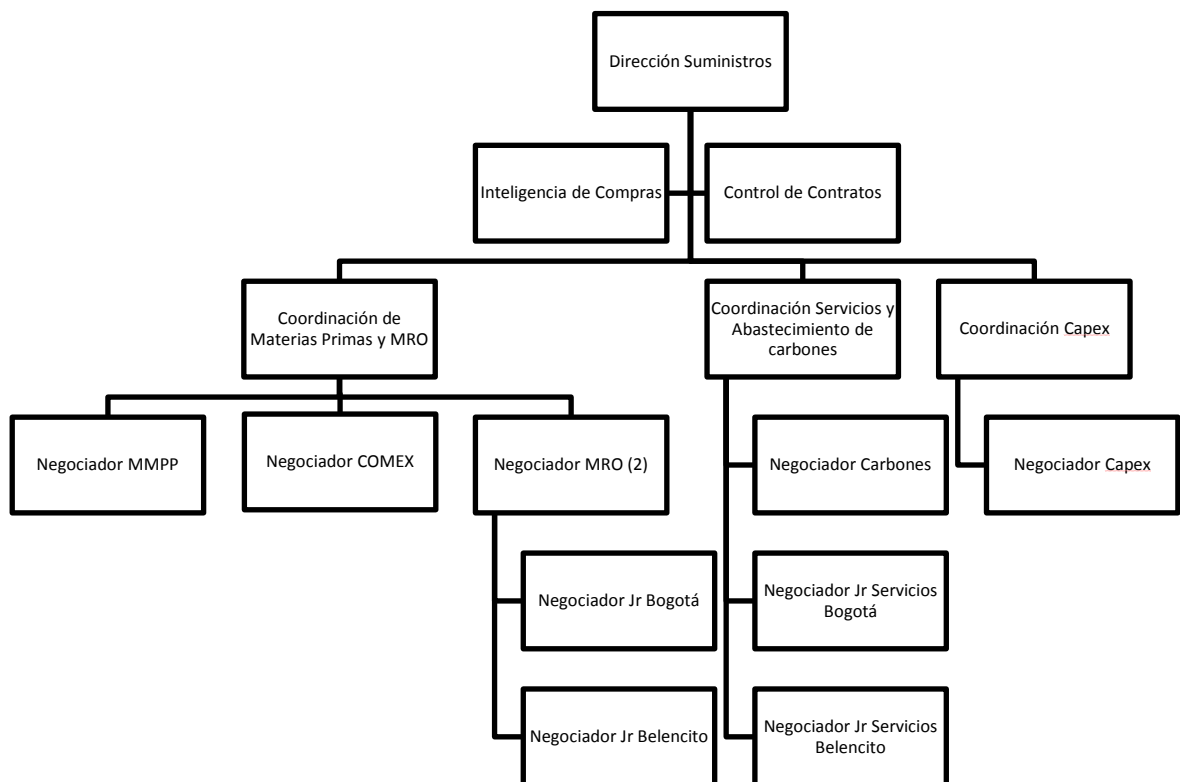 Dirección Suministros
Inteligencia de Compras
Control de Contratos
Coordinación de
Materias Primas y MRO
Coordinación Servicios y
Abastecimiento de
carbones
Coordinación Capex
Negociador MMPP
Negociador COMEX
Negociador MRO (2)
Negociador Carbones
Negociador Capex
Negociador Jr Bogotá
Negociador Jr Servicios
Bogotá
Negociador Jr Belencito
Negociador Jr Servicios
Belencito